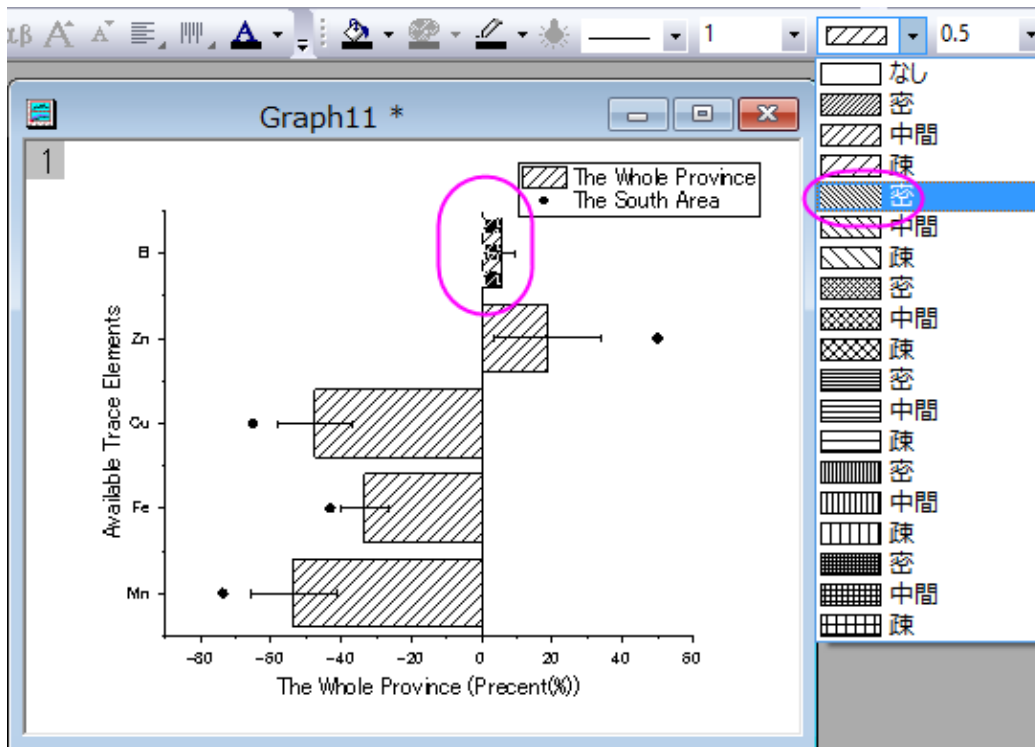 αβ A A A 1 0.5
Graph11 *
1
The Whole Province
The South Area
B
Zn
Cu
Fe
Mn
Available Trace Elements
-80 -60 -40 -20 0 20 40 60
The Whole Province (Precent(%))
なし
密
中間
疎
密
中間
疎
密
中間
疎
密
中間
疎
密
中間
疎
密
中間
疎